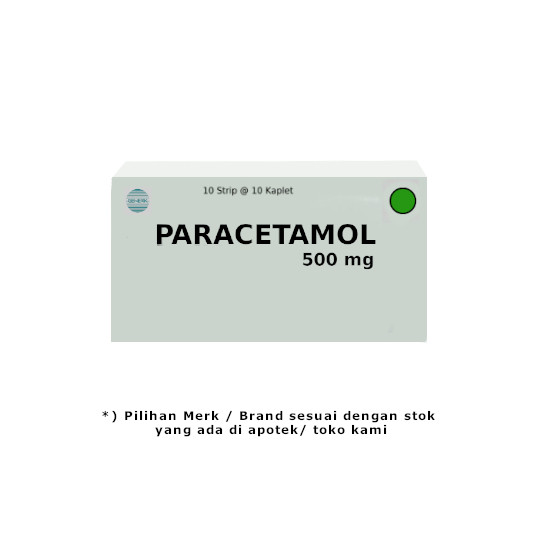 10 Strip @ 10 Kaplet
PARACETAMOL
500 mg
*) Pilihan Merk / Brand sesuai dengan stok
yang ada di apotek/ toko kami